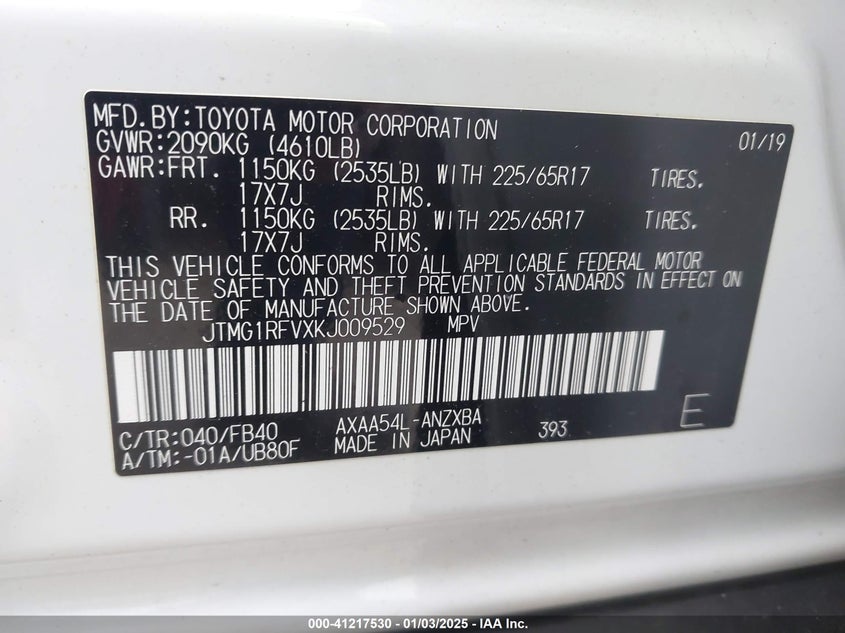 MFD.BY:TOYOTA MOTOR CORPORATION 01/19
GVWR:2090KG (4610LB)
GAWR:FRT. 1150KG (2535LB) WITH 225/65R17 TIRES.
17X7J RIMS.
RR. 1150KG (2535LB) WITH 225/65R17 TIRES.
17X7J RIMS.
THIS VEHICLE CONFORMS TO ALL APPLICABLE FEDERAL MOTOR
VEHICLE SAFETY AND THEFT PREVENTION STANDARDS IN EFFECT ON
THE DATE OF MANUFACTURE SHOWN ABOVE.
JTMG1RFVXKJ009529 MPV
C/TR:040/FB40 AXAA54L-ANZXBA 393 E
A/TM:-01A/UB80F MADE IN JAPAN
000-41217530 - 01/03/2025 - IAA Inc.